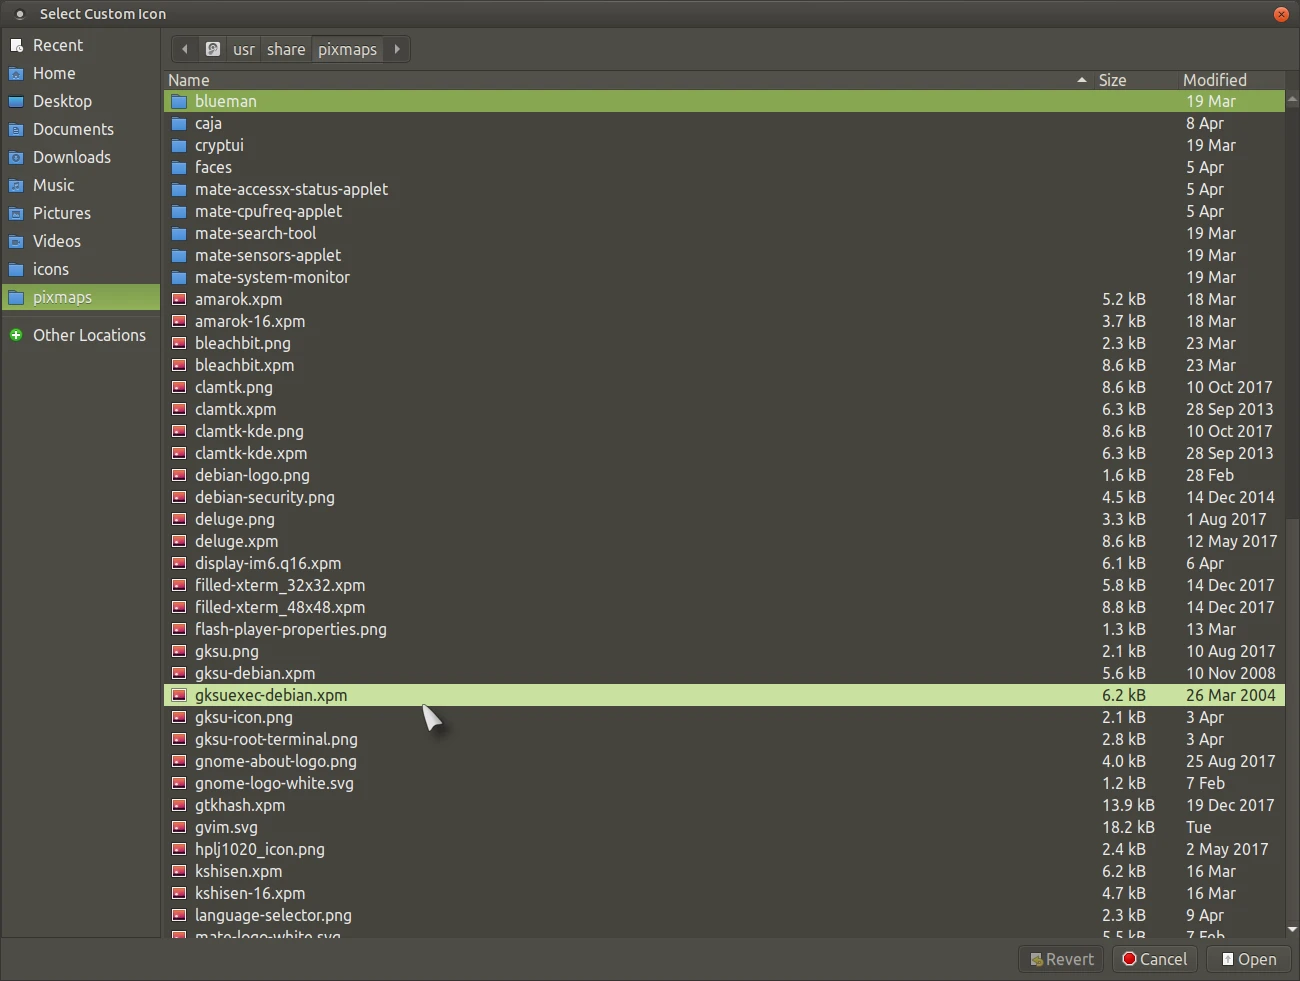 Select Custom Icon
Recent
Home
Desktop
Documents
Downloads
Music
Pictures
Videos
icons
pixmaps
Other Locations
usr share pixmaps
Name Size Modified
blueman 19 Mar
caja 8 Apr
cryptui 19 Mar
faces 5 Apr
mate-accessx-status-applet 5 Apr
mate-cpufreq-applet 5 Apr
mate-search-tool 19 Mar
mate-sensors-applet 19 Mar
mate-system-monitor 19 Mar
amarok.xpm 5.2 kB 18 Mar
amarok-16.xpm 3.7 kB 18 Mar
bleachbit.png 2.3 kB 23 Mar
bleachbit.xpm 8.6 kB 23 Mar
clamtk.png 8.6 kB 10 Oct 2017
clamtk.xpm 6.3 kB 28 Sep 2013
clamtk-kde.png 8.6 kB 10 Oct 2017
clamtk-kde.xpm 6.3 kB 28 Sep 2013
debian-logo.png 1.6 kB 28 Feb
debian-security.png 4.5 kB 14 Dec 2014
deluge.png 3.3 kB 1 Aug 2017
deluge.xpm 8.6 kB 12 May 2017
display-im6.q16.xpm 6.1 kB 6 Apr
filled-xterm_32x32.xpm 5.8 kB 14 Dec 2017
filled-xterm_48x48.xpm 8.8 kB 14 Dec 2017
flash-player-properties.png 1.3 kB 13 Mar
gksu.png 2.1 kB 10 Aug 2017
gksu-debian.xpm 5.6 kB 10 Nov 2008
gksuexec-debian.xpm 6.2 kB 26 Mar 2004
gksu-icon.png 2.1 kB 3 Apr
gksu-root-terminal.png 2.8 kB 3 Apr
gnome-about-logo.png 4.0 kB 25 Aug 2017
gnome-logo-white.svg 1.2 kB 7 Feb
gtkhash.xpm 13.9 kB 19 Dec 2017
gvim.svg 18.2 kB Tue
hplj1020_icon.png 2.4 kB 2 May 2017
kshisen.xpm 6.2 kB 16 Mar
kshisen-16.xpm 4.7 kB 16 Mar
language-selector.png 2.3 kB 9 Apr
mate-logo-white.svg 5.5 kB 7 Feb
Revert Cancel Open